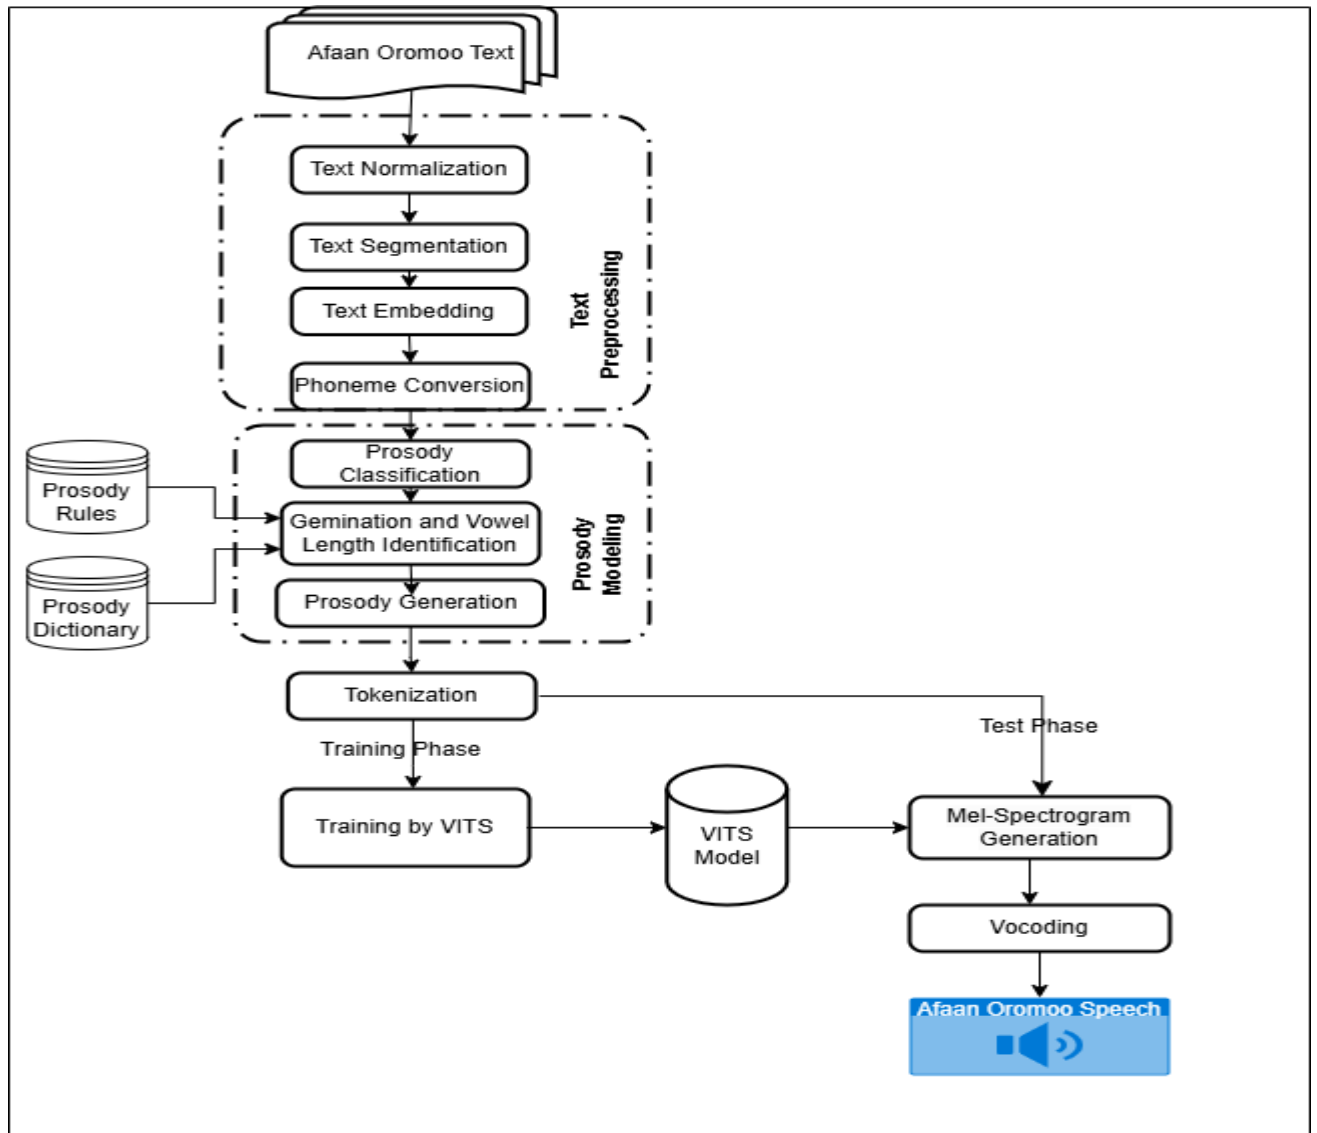 Afaan Oromoo Text
Text Normalization
Text Segmentation
Text Embedding
Phoneme Conversion
Text
Preprocessing
Prosody
Classification
Gemination and Vowel
Length Identification
Prosody Generation
Prosody
Modeling
Prosody
Rules
Prosody
Dictionary
Tokenization
Training Phase
Test Phase
Training by VITS
VITS
Model
Mel-Spectrogram
Generation
Vocoding
Afaan Oromoo Speech